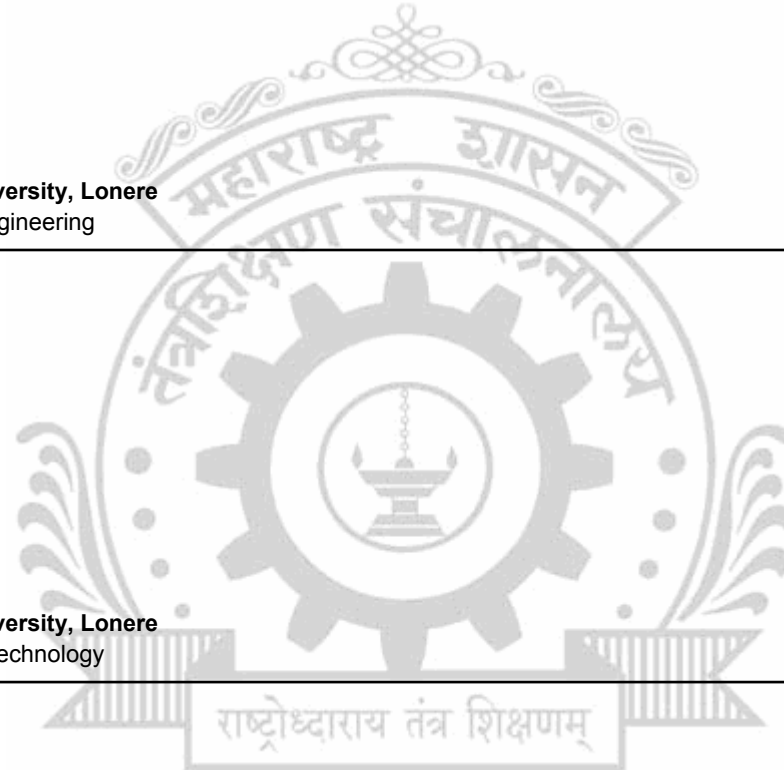 महाराष्ट्र शासन
versity, Lonere
gineering
तंत्रशिक्षण संचालनालय
versity, Lonere
echnology
राष्ट्रोध्दाराय तंत्र शिक्षणम्